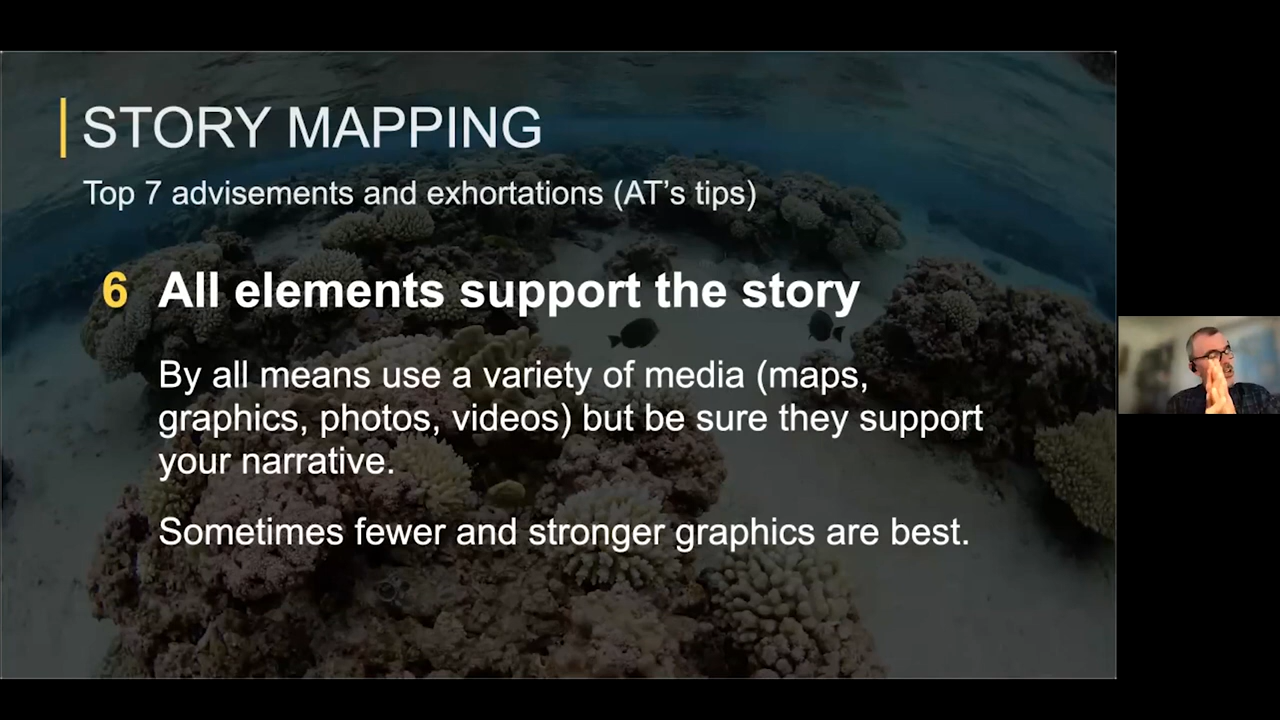 STORY MAPPING
Top 7 advisements and exhortations (AT’s tips)
6 All elements support the story
By all means use a variety of media (maps,
graphics, photos, videos) but be sure they support
your narrative.
Sometimes fewer and stronger graphics are best.